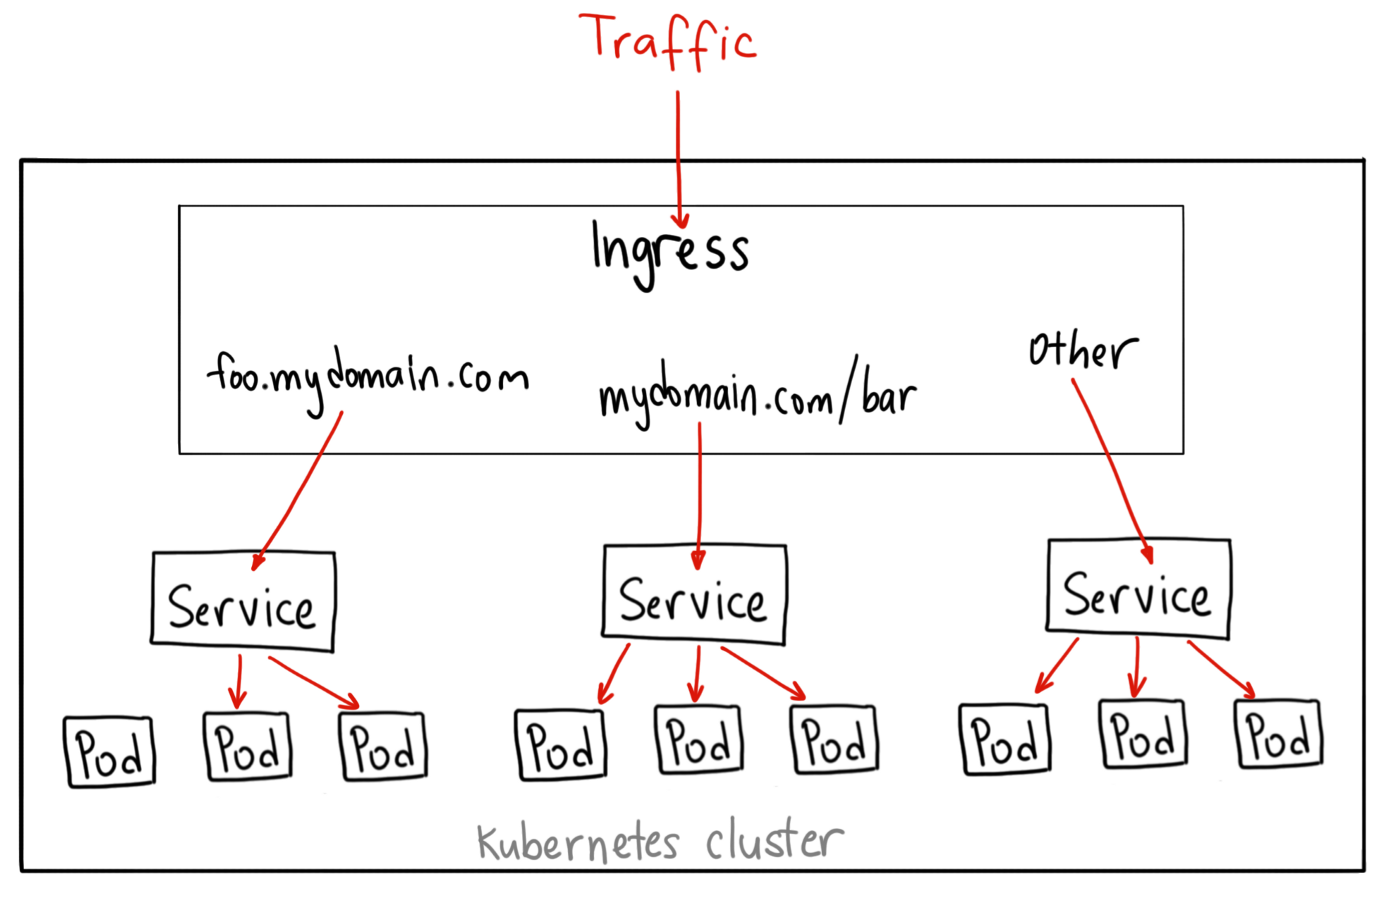 Traffic
Ingress
foo.mydomain.com
mydomain.com/bar
other
Service
Service
Service
Pod
Pod
Pod
Pod
Pod
Pod
Pod
Pod
Pod
Kubernetes cluster